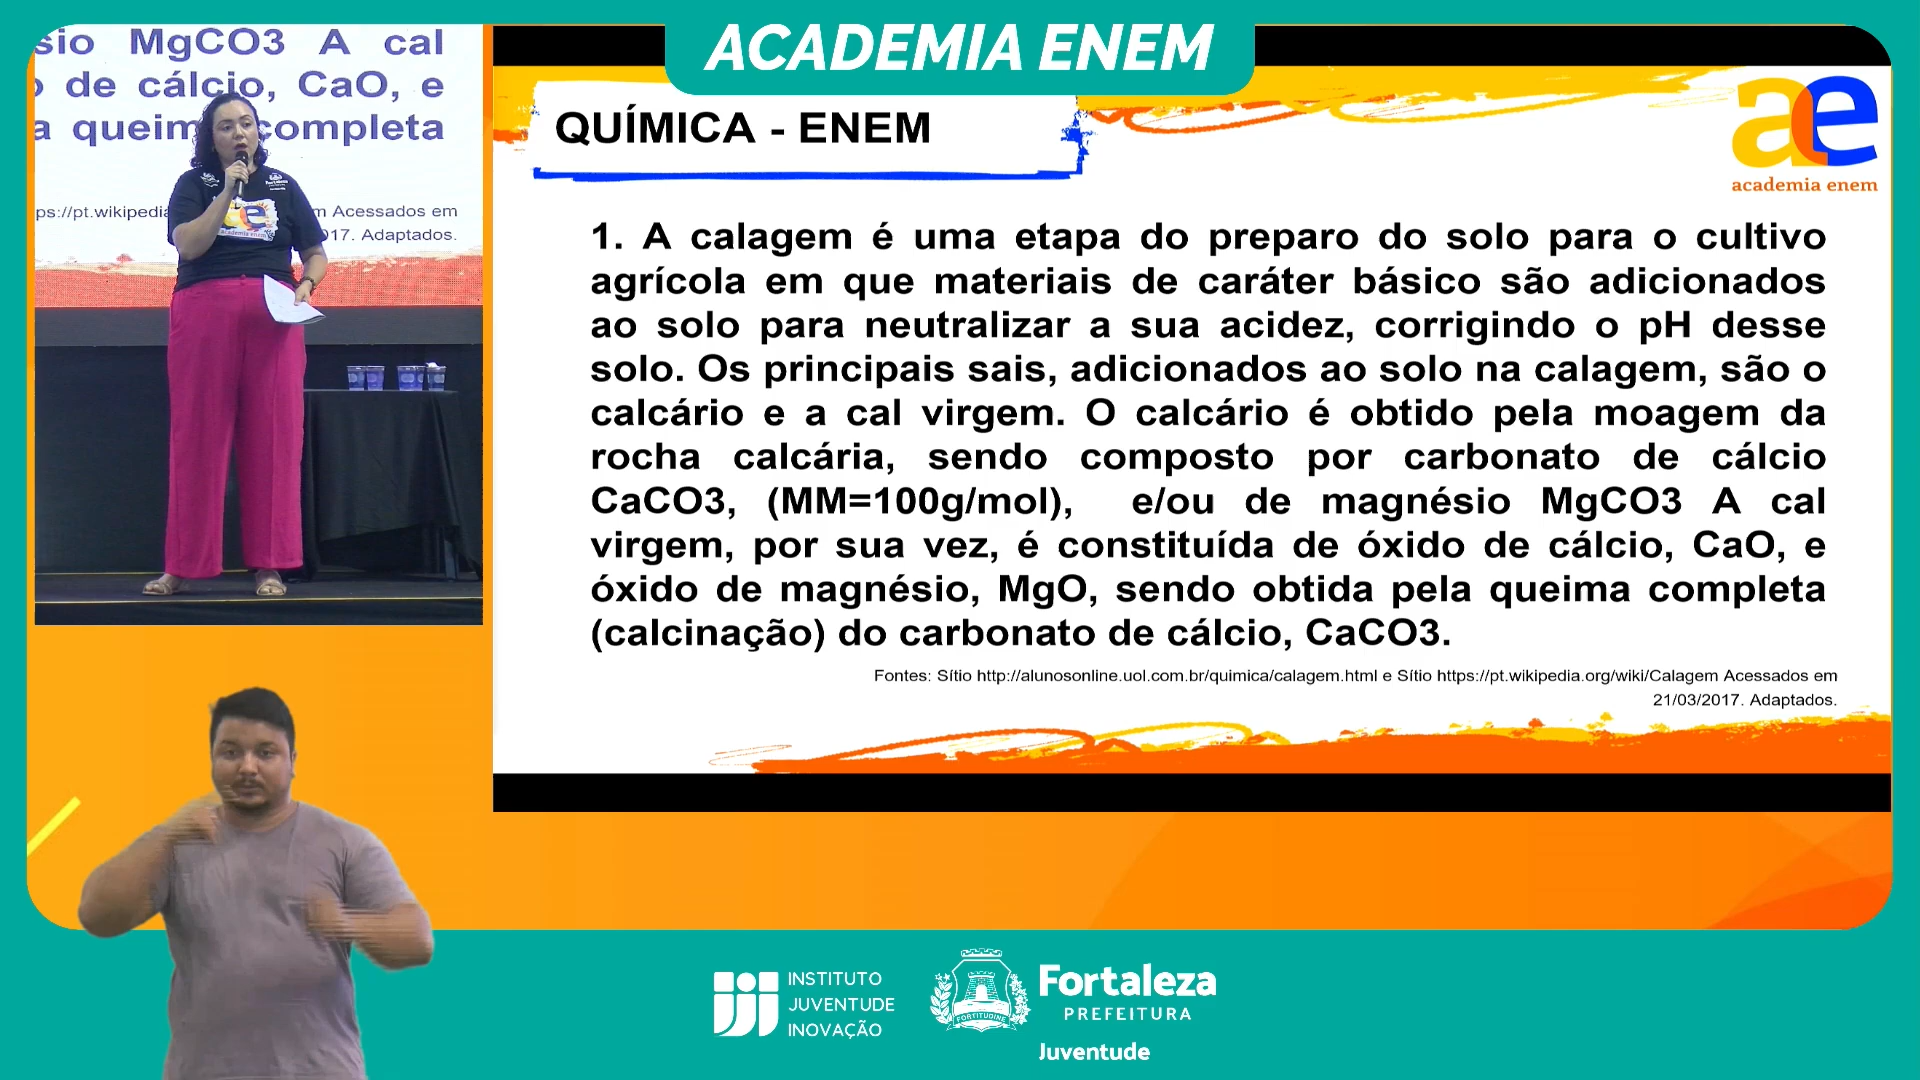 ACADEMIA ENEM
sio MgCO3 A cal
de cálcio, CaO, e
a queima completa
ps://pt.wikipedia m Acessados em
017. Adaptados.
Fortaleza
academia enem
QUÍMICA - ENEM
ae
academia enem
1. A calagem é uma etapa do preparo do solo para o cultivo
agrícola em que materiais de caráter básico são adicionados
ao solo para neutralizar a sua acidez, corrigindo o pH desse
solo. Os principais sais, adicionados ao solo na calagem, são o
calcário e a cal virgem. O calcário é obtido pela moagem da
rocha calcária, sendo composto por carbonato de cálcio
CaCO3, (MM=100g/mol), e/ou de magnésio MgCO3 A cal
virgem, por sua vez, é constituída de óxido de cálcio, CaO, e
óxido de magnésio, MgO, sendo obtida pela queima completa
(calcinação) do carbonato de cálcio, CaCO3.
Fontes: Sítio http://alunosonline.uol.com.br/quimica/calagem.html e Sítio https://pt.wikipedia.org/wiki/Calagem Acessados em
21/03/2017. Adaptados.
INSTITUTO
JUVENTUDE
INOVAÇÃO
FORTITUDINE
Fortaleza
PREFEITURA
Juventude